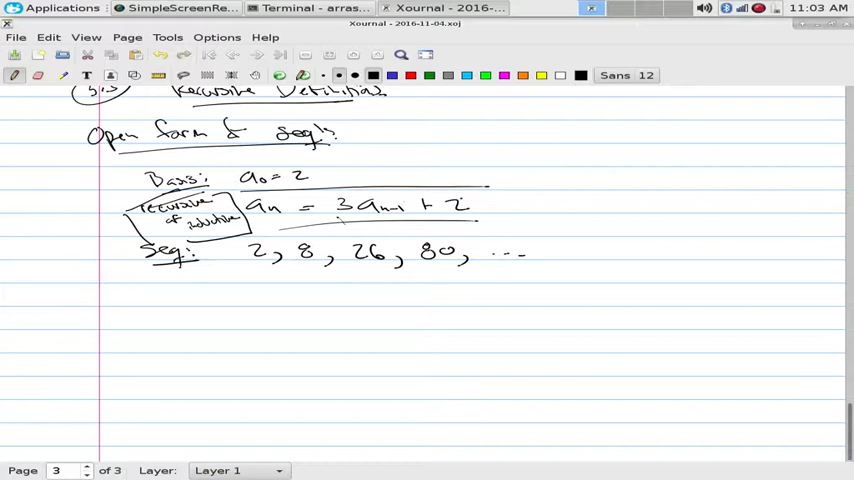 Applications
SimpleScreenRe...
Terminal - arras...
Xournal - 2016-...
11:03 AM
Xournal - 2016-11-04.xoj
File Edit View Page Tools Options Help
Sans 12
Recursive Definitions
Open form of seq's:
Basis: a₀ = 2
recursive or inductive aₙ = 3aₙ₋₁ + 2
Seq: 2, 8, 26, 80, ...
Page 3 of 3 Layer: Layer 1